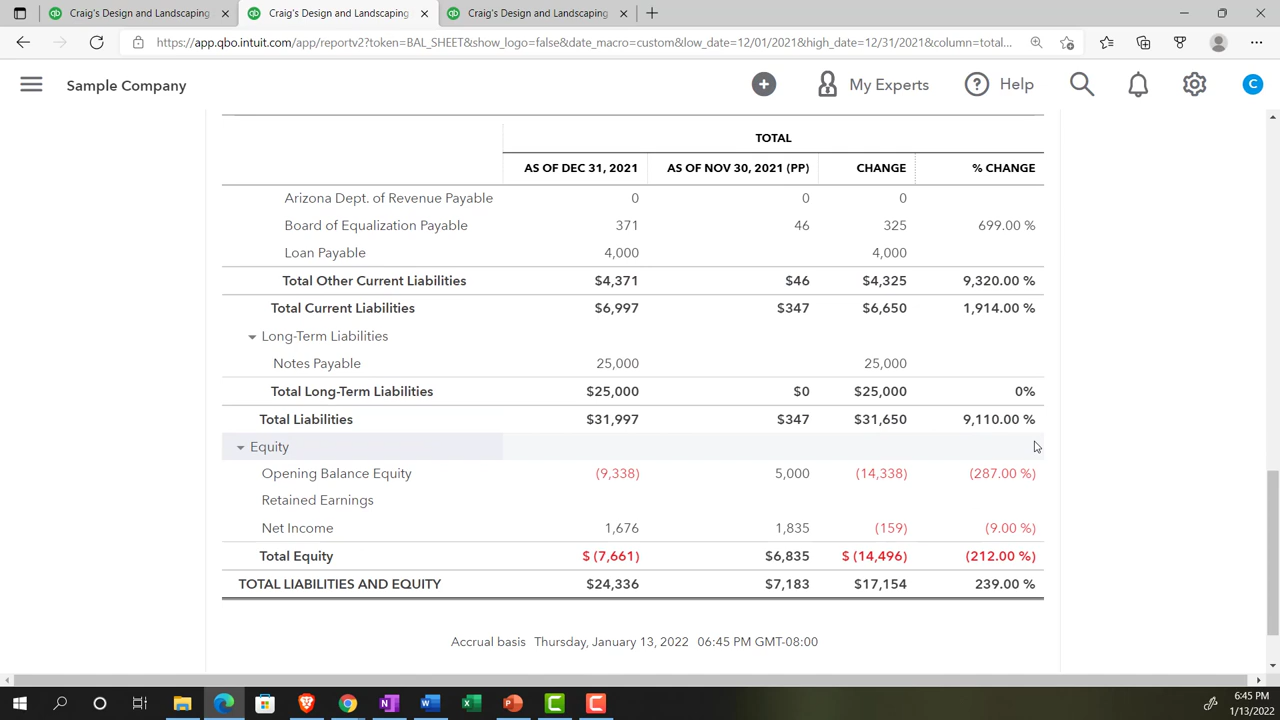 Craig's Design and Landscaping
Craig's Design and Landscaping
Craig's Design and Landscaping
https://app.qbo.intuit.com/app/reportv2?token=BAL_SHEET&show_logo=false&date_macro=custom&low_date=12/01/2021&high_date=12/31/2021&column=total...
Sample Company
My Experts
Help
C
TOTAL
AS OF DEC 31, 2021 AS OF NOV 30, 2021 (PP) CHANGE % CHANGE
Arizona Dept. of Revenue Payable 0 0 0
Board of Equalization Payable 371 46 325 699.00 %
Loan Payable 4,000 4,000
Total Other Current Liabilities $4,371 $46 $4,325 9,320.00 %
Total Current Liabilities $6,997 $347 $6,650 1,914.00 %
Long-Term Liabilities
Notes Payable 25,000 25,000
Total Long-Term Liabilities $25,000 $0 $25,000 0%
Total Liabilities $31,997 $347 $31,650 9,110.00 %
Equity
Opening Balance Equity (9,338) 5,000 (14,338) (287.00 %)
Retained Earnings
Net Income 1,676 1,835 (159) (9.00 %)
Total Equity $ (7,661) $6,835 $ (14,496) (212.00 %)
TOTAL LIABILITIES AND EQUITY $24,336 $7,183 $17,154 239.00 %
Accrual basis Thursday, January 13, 2022 06:45 PM GMT-08:00
6:45 PM
1/13/2022